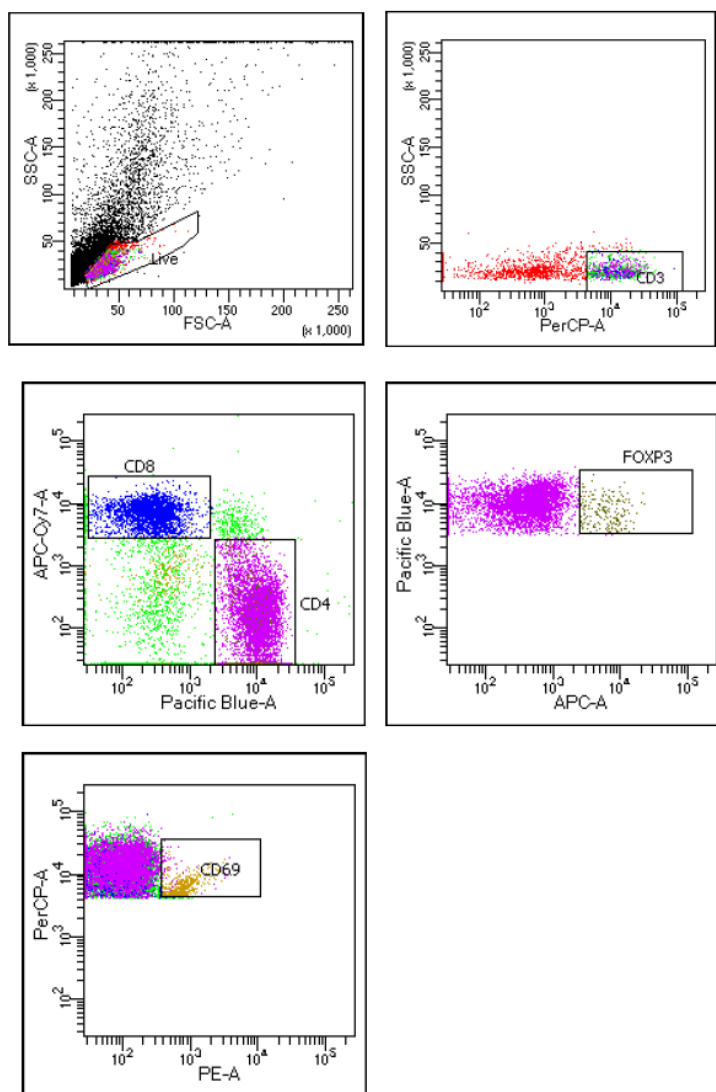 (x 1,000)
250
200
150
100
50
SSC-A
Live
50 100 150 200 250
FSC-A
(x 1,000)
(x 1,000)
250
200
150
100
50
SSC-A
CD3
10² 10³ 10⁴ 10⁵
PerCP-A
CD8
10⁵
10⁴
10³
10²
APC-Cy7-A
CD4
10² 10³ 10⁴ 10⁵
Pacific Blue-A
FOXP3
10⁵
10⁴
10³
10²
Pacific Blue-A
10² 10³ 10⁴ 10⁵
APC-A
10⁵
10⁴
10³
10²
PerCP-A
CD69
10² 10³ 10⁴ 10⁵
PE-A